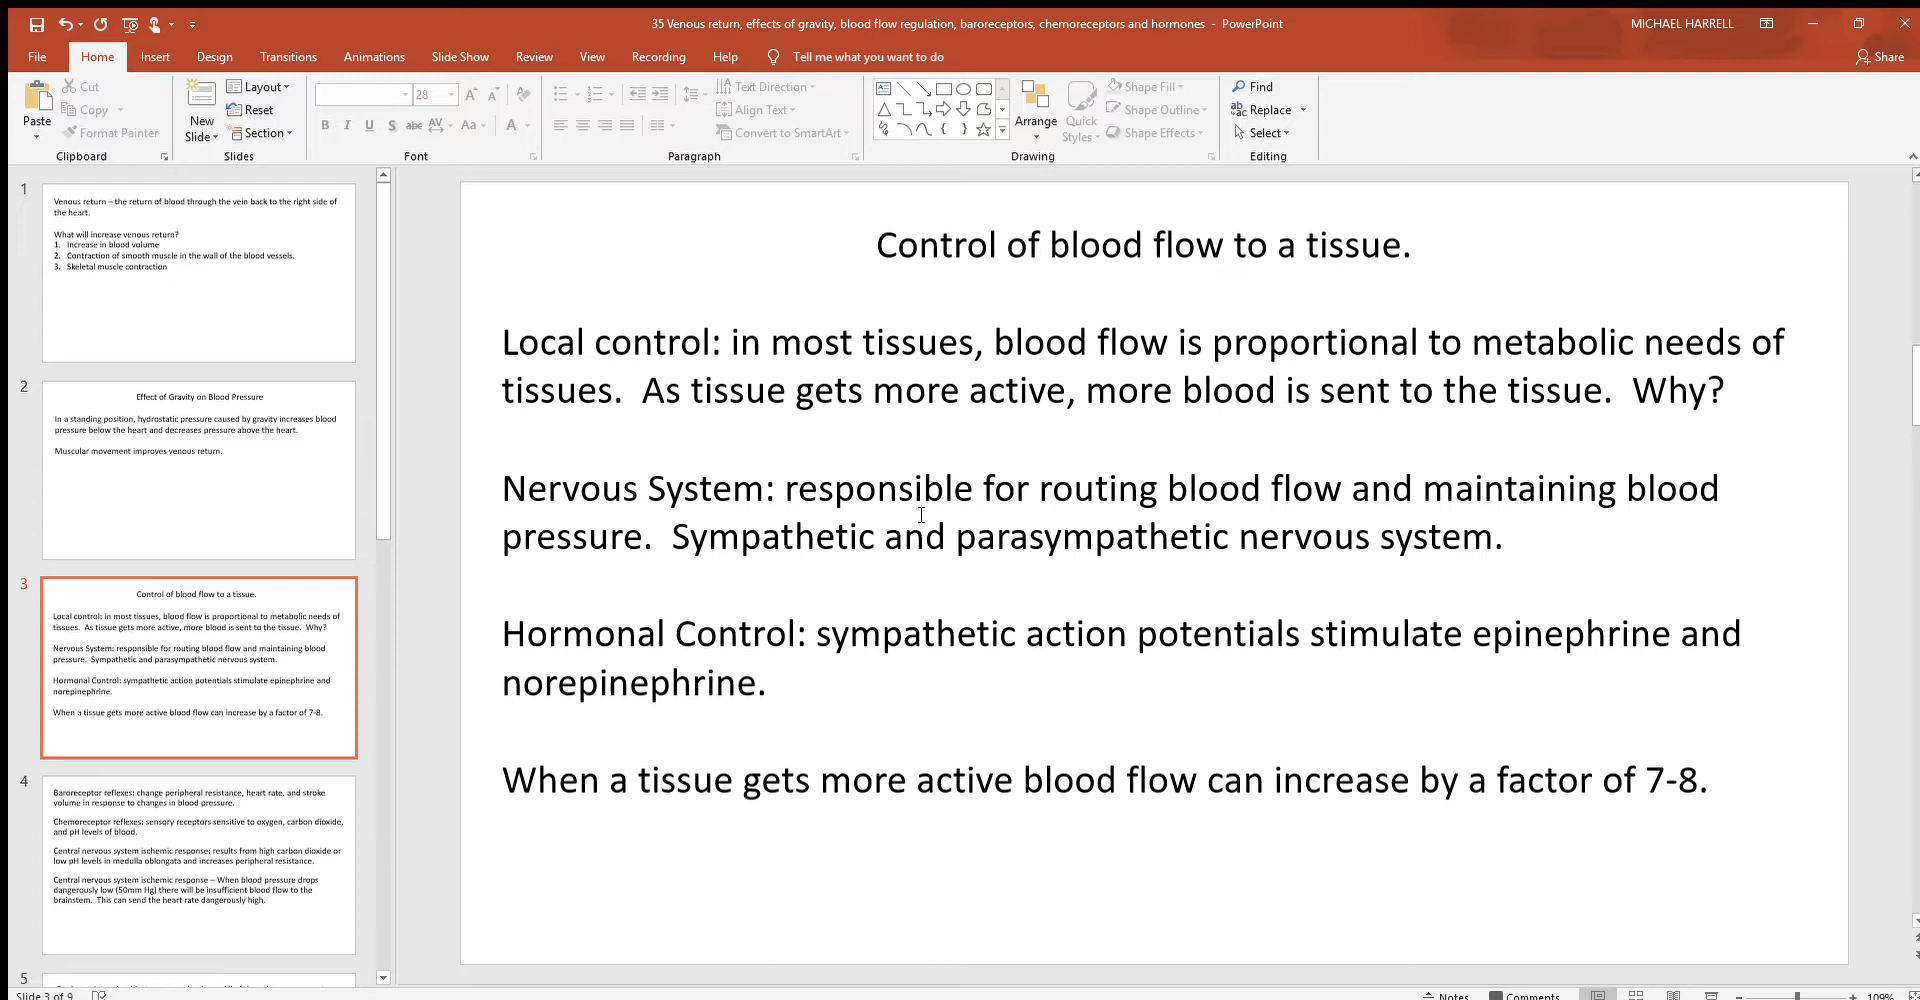 35 Venous return, effects of gravity, blood flow regulation, baroreceptors, chemoreceptors and hormones - PowerPoint
MICHAEL HARRELL
File Home Insert Design Transitions Animations Slide Show Review View Recording Help Tell me what you want to do
Share
Paste
Cut
Copy
Format Painter
Clipboard
New
Slide
Layout
Reset
Section
Slides
28
B I U S abc AV Aa A
Font
Text Direction
Align Text
Convert to SmartArt
Paragraph
Arrange
Quick
Styles
Shape Fill
Shape Outline
Shape Effects
Drawing
Find
Replace
Select
Editing
1
Venous return – the return of blood through the vein back to the right side of
the heart.
What will increase venous return?
1. Increase in blood volume
2. Contraction of smooth muscle in the wall of the blood vessels.
3. Skeletal muscle contraction
2
Effect of Gravity on Blood Pressure
In a standing position, hydrostatic pressure caused by gravity increases blood
pressure below the heart and decreases pressure above the heart.
Muscular movement improves venous return.
3
Control of blood flow to a tissue.
Local control: in most tissues, blood flow is proportional to metabolic needs of
tissues. As tissue gets more active, more blood is sent to the tissue. Why?
Nervous System: responsible for routing blood flow and maintaining blood
pressure. Sympathetic and parasympathetic nervous system.
Hormonal Control: sympathetic action potentials stimulate epinephrine and
norepinephrine.
When a tissue gets more active blood flow can increase by a factor of 7-8.
4
Baroreceptor reflexes: change peripheral resistance, heart rate, and stroke
volume in response to changes in blood pressure.
Chemoreceptor reflexes: sensory receptors sensitive to oxygen, carbon dioxide,
and pH levels of blood.
Central nervous system ischemic response: results from high carbon dioxide or
low pH levels in medulla oblongata and increases peripheral resistance.
Central nervous system ischemic response – When blood pressure drops
dangerously low (50mm Hg) there will be insufficient blood flow to the
brainstem. This can send the heart rate dangerously high.
5
Control of blood flow to a tissue.
Local control: in most tissues, blood flow is proportional to metabolic needs of
tissues. As tissue gets more active, more blood is sent to the tissue. Why?
Nervous System: responsible for routing blood flow and maintaining blood
pressure. Sympathetic and parasympathetic nervous system.
Hormonal Control: sympathetic action potentials stimulate epinephrine and
norepinephrine.
When a tissue gets more active blood flow can increase by a factor of 7-8.
Slide 3 of 9
Notes Comments 109%